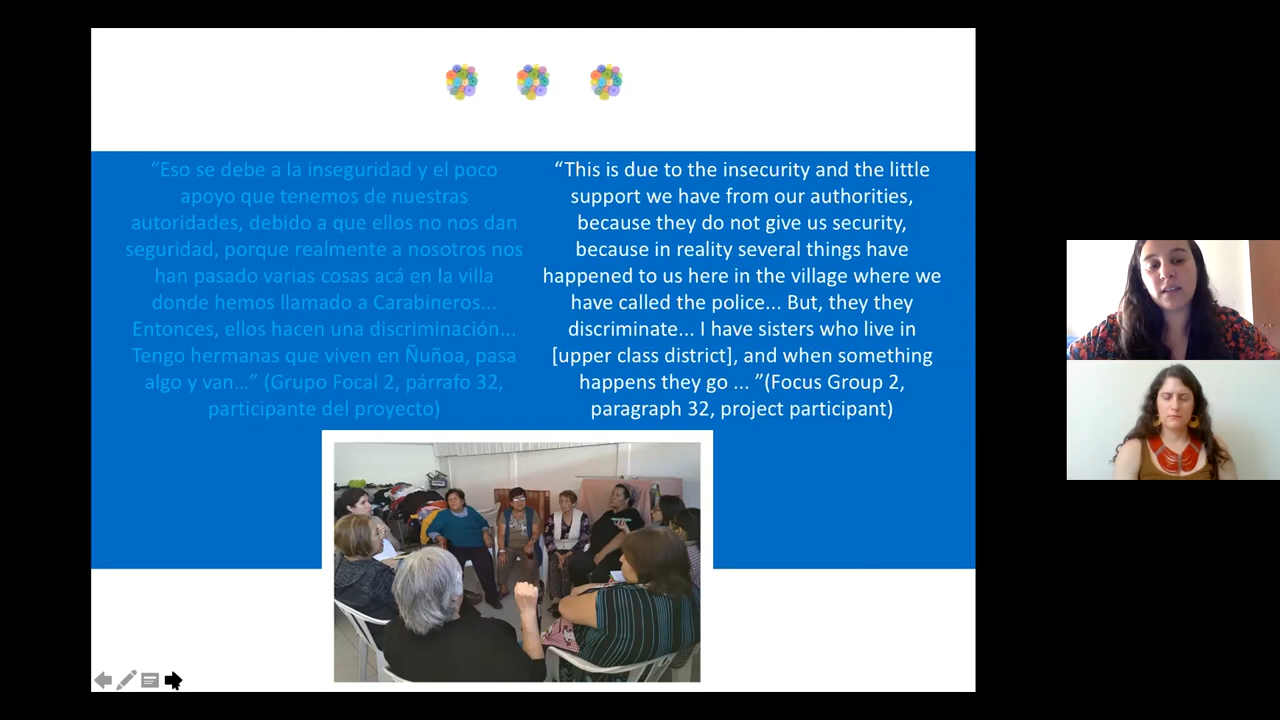 “Eso se debe a la inseguridad y el poco
apoyo que tenemos de nuestras
autoridades, debido a que ellos no nos dan
seguridad, porque realmente a nosotros nos
han pasado varias cosas acá en la villa
donde hemos llamado a Carabineros...
Entonces, ellos hacen una discriminación...
Tengo hermanas que viven en Ñuñoa, pasa
algo y van...” (Grupo Focal 2, párrafo 32,
participante del proyecto)
“This is due to the insecurity and the little
support we have from our authorities,
because they do not give us security,
because in reality several things have
happened to us here in the village where we
have called the police... But, they they
discriminate... I have sisters who live in
[upper class district], and when something
happens they go ... ”(Focus Group 2,
paragraph 32, project participant)